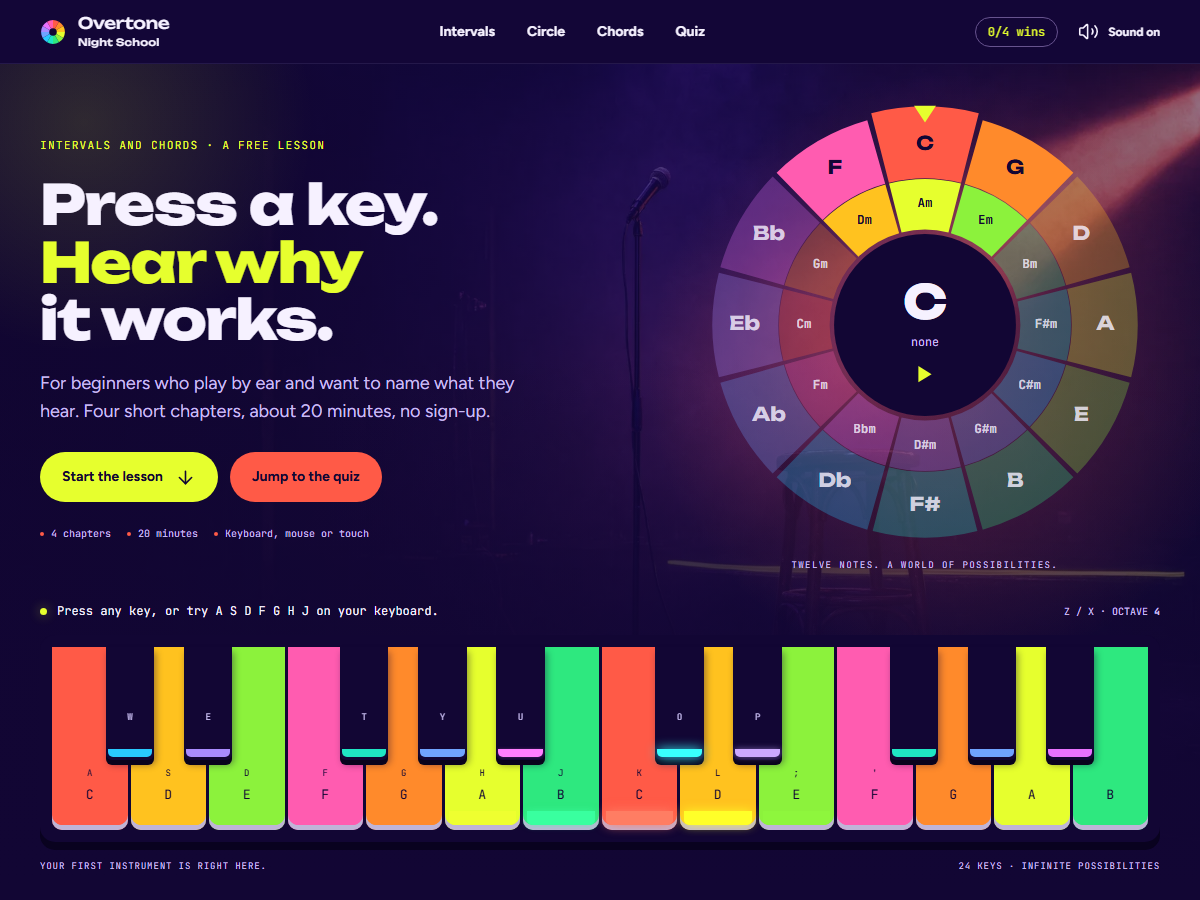 Overtone
Night School
Intervals
Circle
Chords
Quiz
0/4 wins
Sound on
INTERVALS AND CHORDS · A FREE LESSON
Press a key.
Hear why
it works.
For beginners who play by ear and want to name what they
hear. Four short chapters, about 20 minutes, no sign-up.
Start the lesson
Jump to the quiz
4 chapters
20 minutes
Keyboard, mouse or touch
C
G
D
A
E
B
F#
Db
Ab
Eb
Bb
F
Am
Em
Bm
F#m
C#m
G#m
D#m
Bbm
Fm
Cm
Gm
Dm
C
none
TWELVE NOTES. A WORLD OF POSSIBILITIES.
Press any key, or try A S D F G H J on your keyboard.
Z / X · OCTAVE 4
W E T Y U O P
A S D F G H J K L ; '
C D E F G A B C D E F G A B
YOUR FIRST INSTRUMENT IS RIGHT HERE.
24 KEYS · INFINITE POSSIBILITIES